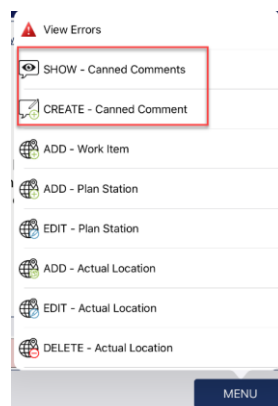 View Errors
SHOW - Canned Comments
CREATE - Canned Comment
ADD - Work Item
ADD - Plan Station
EDIT - Plan Station
ADD - Actual Location
EDIT - Actual Location
DELETE - Actual Location
MENU